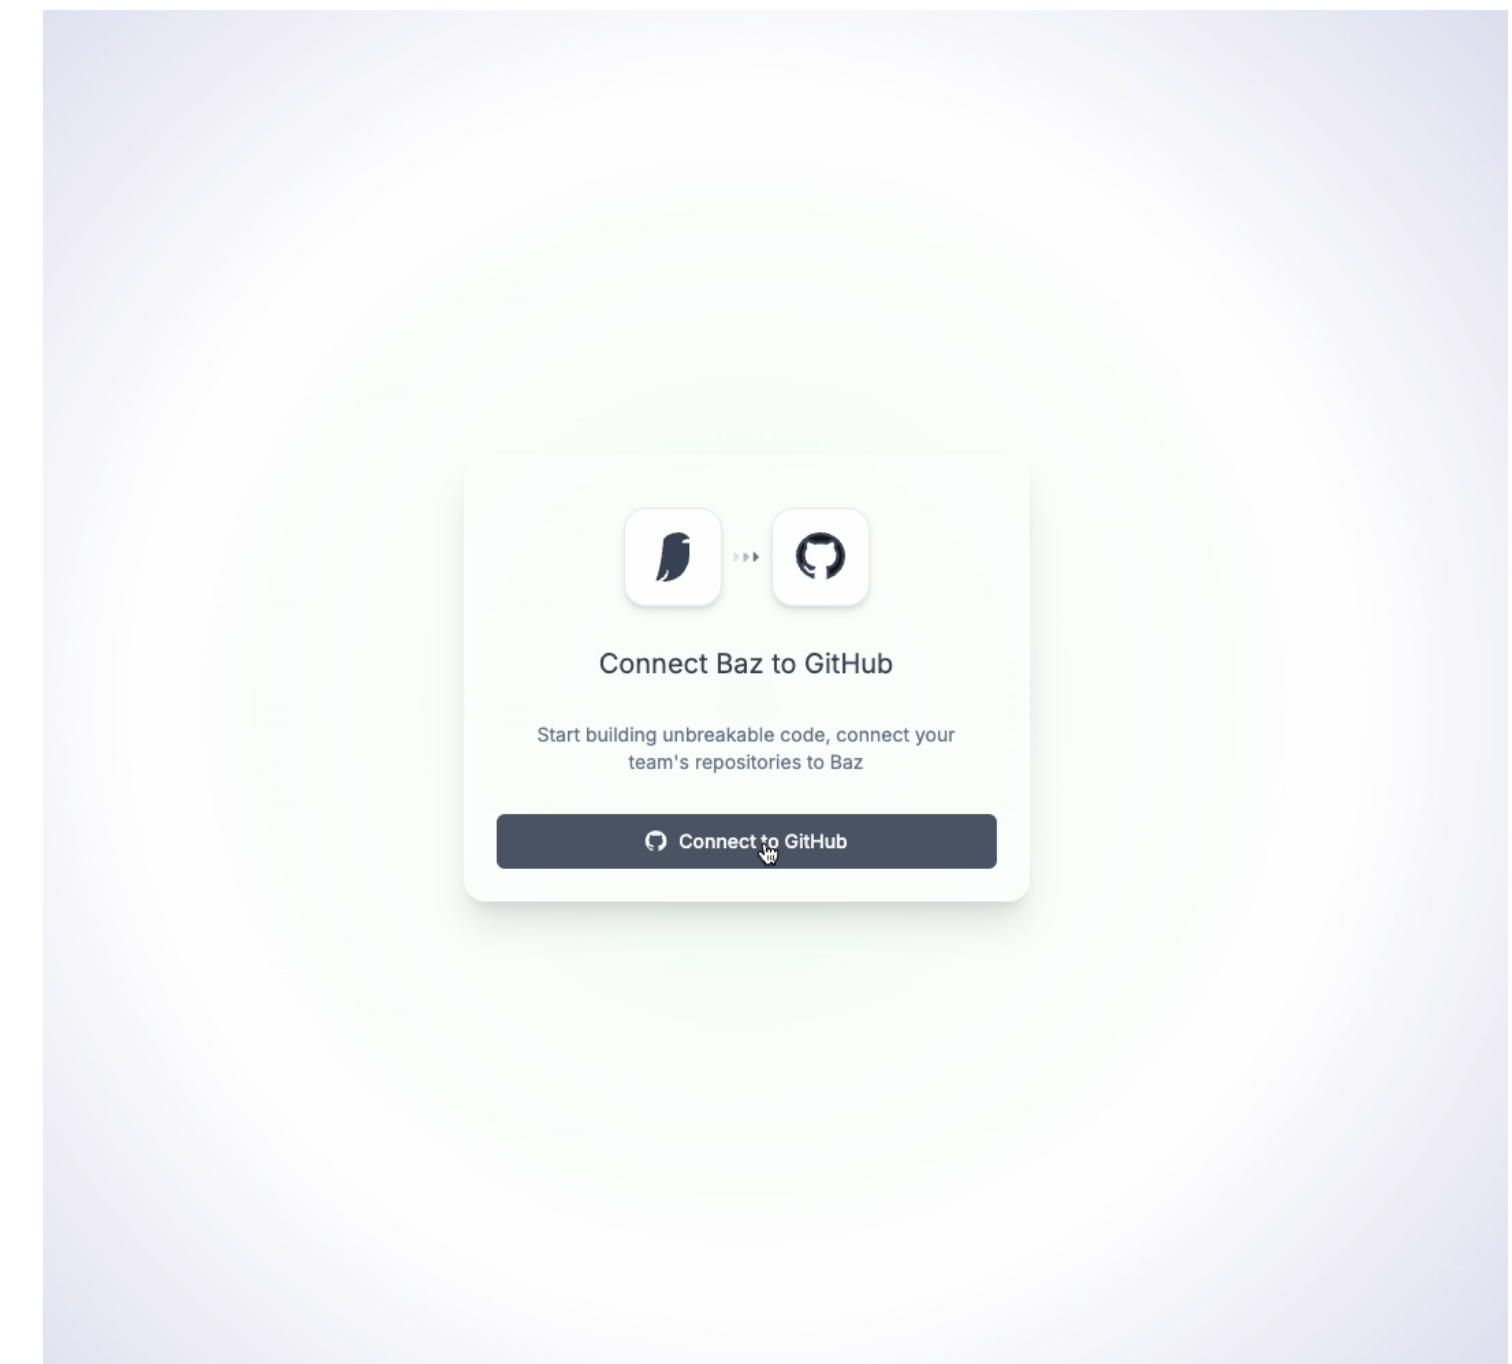 Connect Baz to GitHub
Start building unbreakable code, connect your
team's repositories to Baz
Connect to GitHub